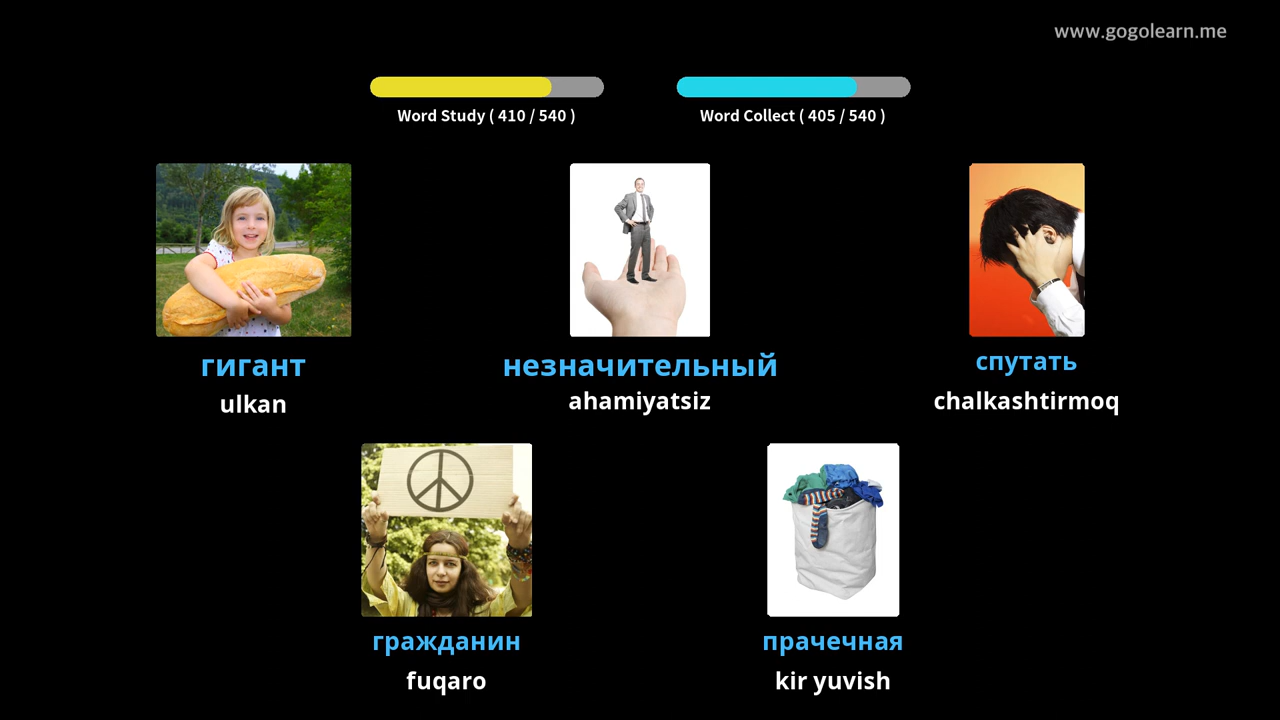 www.gogolearn.me
Word Study ( 410 / 540 )
Word Collect ( 405 / 540 )
гигант
ulkan
незначительный
ahamiyatsiz
спутать
chalkashtirmoq
гражданин
fuqaro
прачечная
kir yuvish